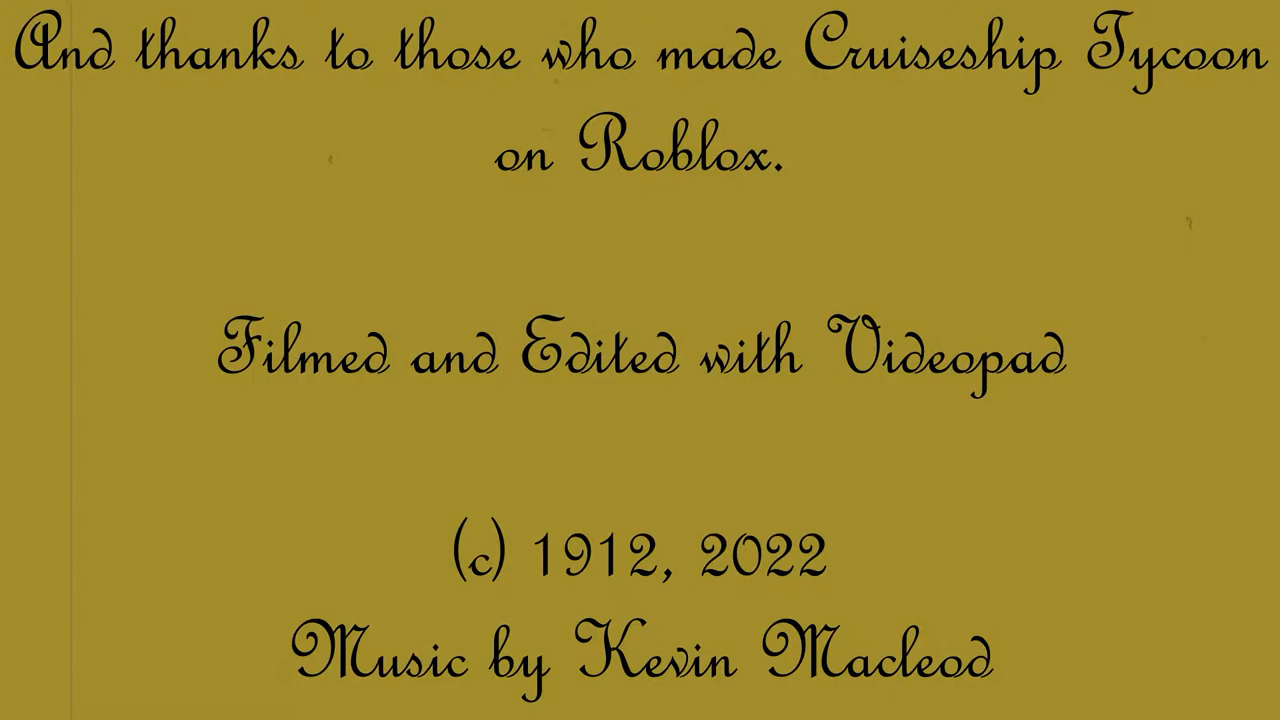 And thanks to those who made Cruiseship Tycoon
on Roblox.
Filmed and Edited with Videopad
(c) 1912, 2022
Music by Kevin Macleod